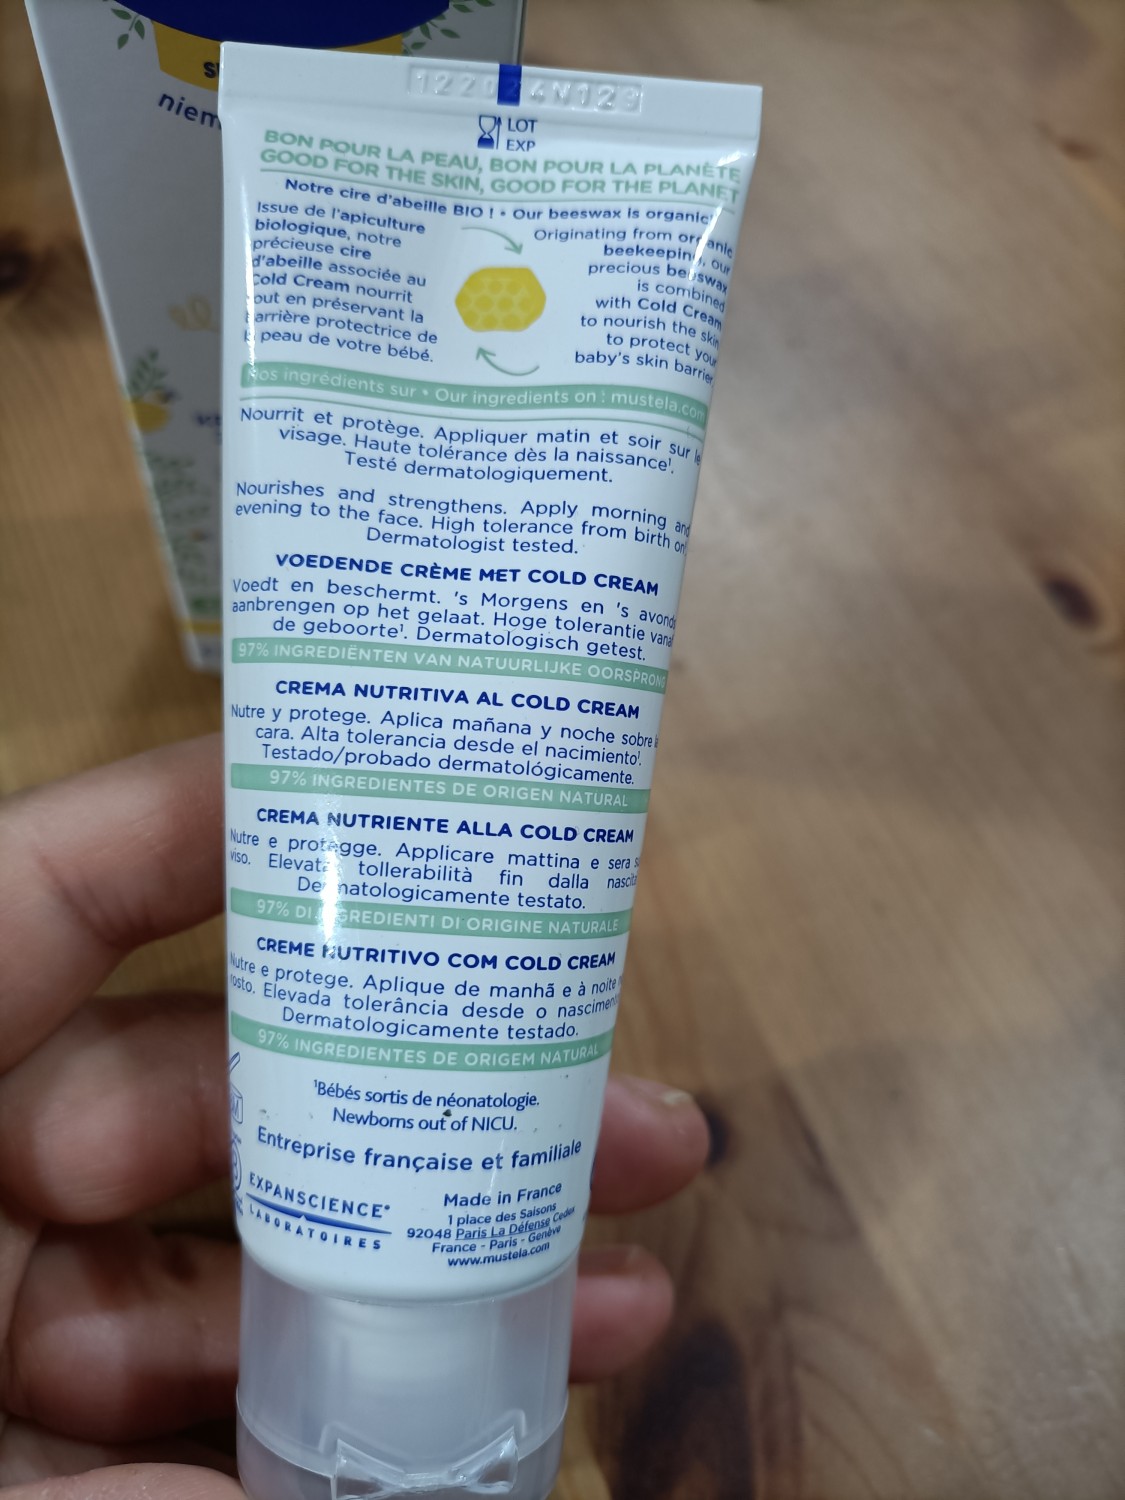 niem
LOT
EXP
BON POUR LA PEAU, BON POUR LA PLANÈTE
GOOD FOR THE SKIN, GOOD FOR THE PLANET
Notre cire d'abeille BIO ! • Our beeswax is organic
Issue de l'apiculture
biologique, notre
précieuse cire
d'abeille associée au
Cold Cream nourrit
tout en préservant la
barrière protectrice de
peau de votre bébé.
Originating from organic
beekeeping, our
precious beeswax
is combined
with Cold Cream
to nourish the skin
to protect your
baby's skin barrier.
Nos ingrédients sur • Our ingredients on : mustela.com
Nourrit et protège. Appliquer matin et soir sur le
visage. Haute tolérance dès la naissance¹.
Testé dermatologiquement.
Nourishes and strengthens. Apply morning and
evening to the face. High tolerance from birth on¹
Dermatologist tested.
VOEDENDE CRÈME MET COLD CREAM
Voedt en beschermt. 's Morgens en 's avonds
aanbrengen op het gelaat. Hoge tolerantie vanaf
de geboorte¹. Dermatologisch getest.
97% INGREDIËNTEN VAN NATUURLIJKE OORSPRONG
CREMA NUTRITIVA AL COLD CREAM
Nutre y protege. Aplica mañana y noche sobre
cara. Alta tolerancia desde el nacimiento¹.
Testado/probado dermatológicamente.
97% INGREDIENTES DE ORIGEN NATURAL
CREMA NUTRIENTE ALLA COLD CREAM
Nutre e protegge. Applicare mattina e sera
viso. Elevata tollerabilità fin dalla nascita
Dermatologicamente testato.
97% DI INGREDIENTI DI ORIGINE NATURALE
CREME NUTRITIVO COM COLD CREAM
Nutre e protege. Aplique de manhã e à noite
rosto. Elevada tolerância desde o nascimento
Dermatologicamente testado.
97% INGREDIENTES DE ORIGEM NATURAL
¹Bébés sortis de néonatologie.
Newborns out of NICU.
Entreprise française et familiale
EXPANSCIENCE®
LABORATOIRES
Made in France
1 place des Saisons
92048 Paris La Défense Cedex
France - Paris - Genève
www.mustela.com